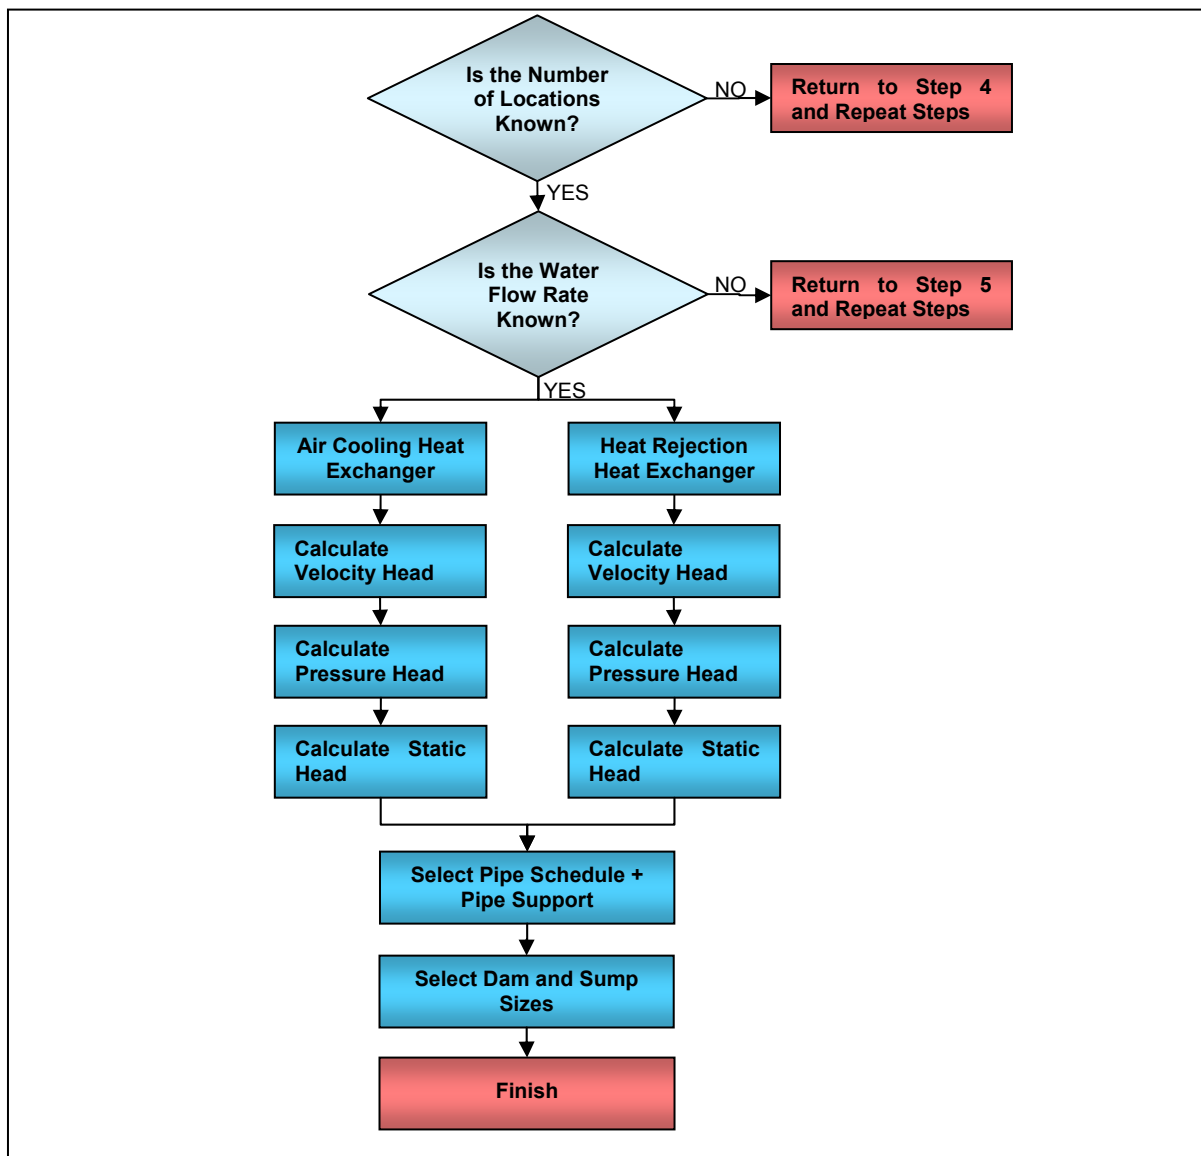 Is the Number
of Locations
Known?
NO
Return to Step 4
and Repeat Steps
YES
Is the Water
Flow Rate
Known?
NO
Return to Step 5
and Repeat Steps
YES
Air Cooling Heat
Exchanger
Heat Rejection
Heat Exchanger
Calculate
Velocity Head
Calculate
Velocity Head
Calculate
Pressure Head
Calculate
Pressure Head
Calculate Static
Head
Calculate Static
Head
Select Pipe Schedule +
Pipe Support
Select Dam and Sump
Sizes
Finish